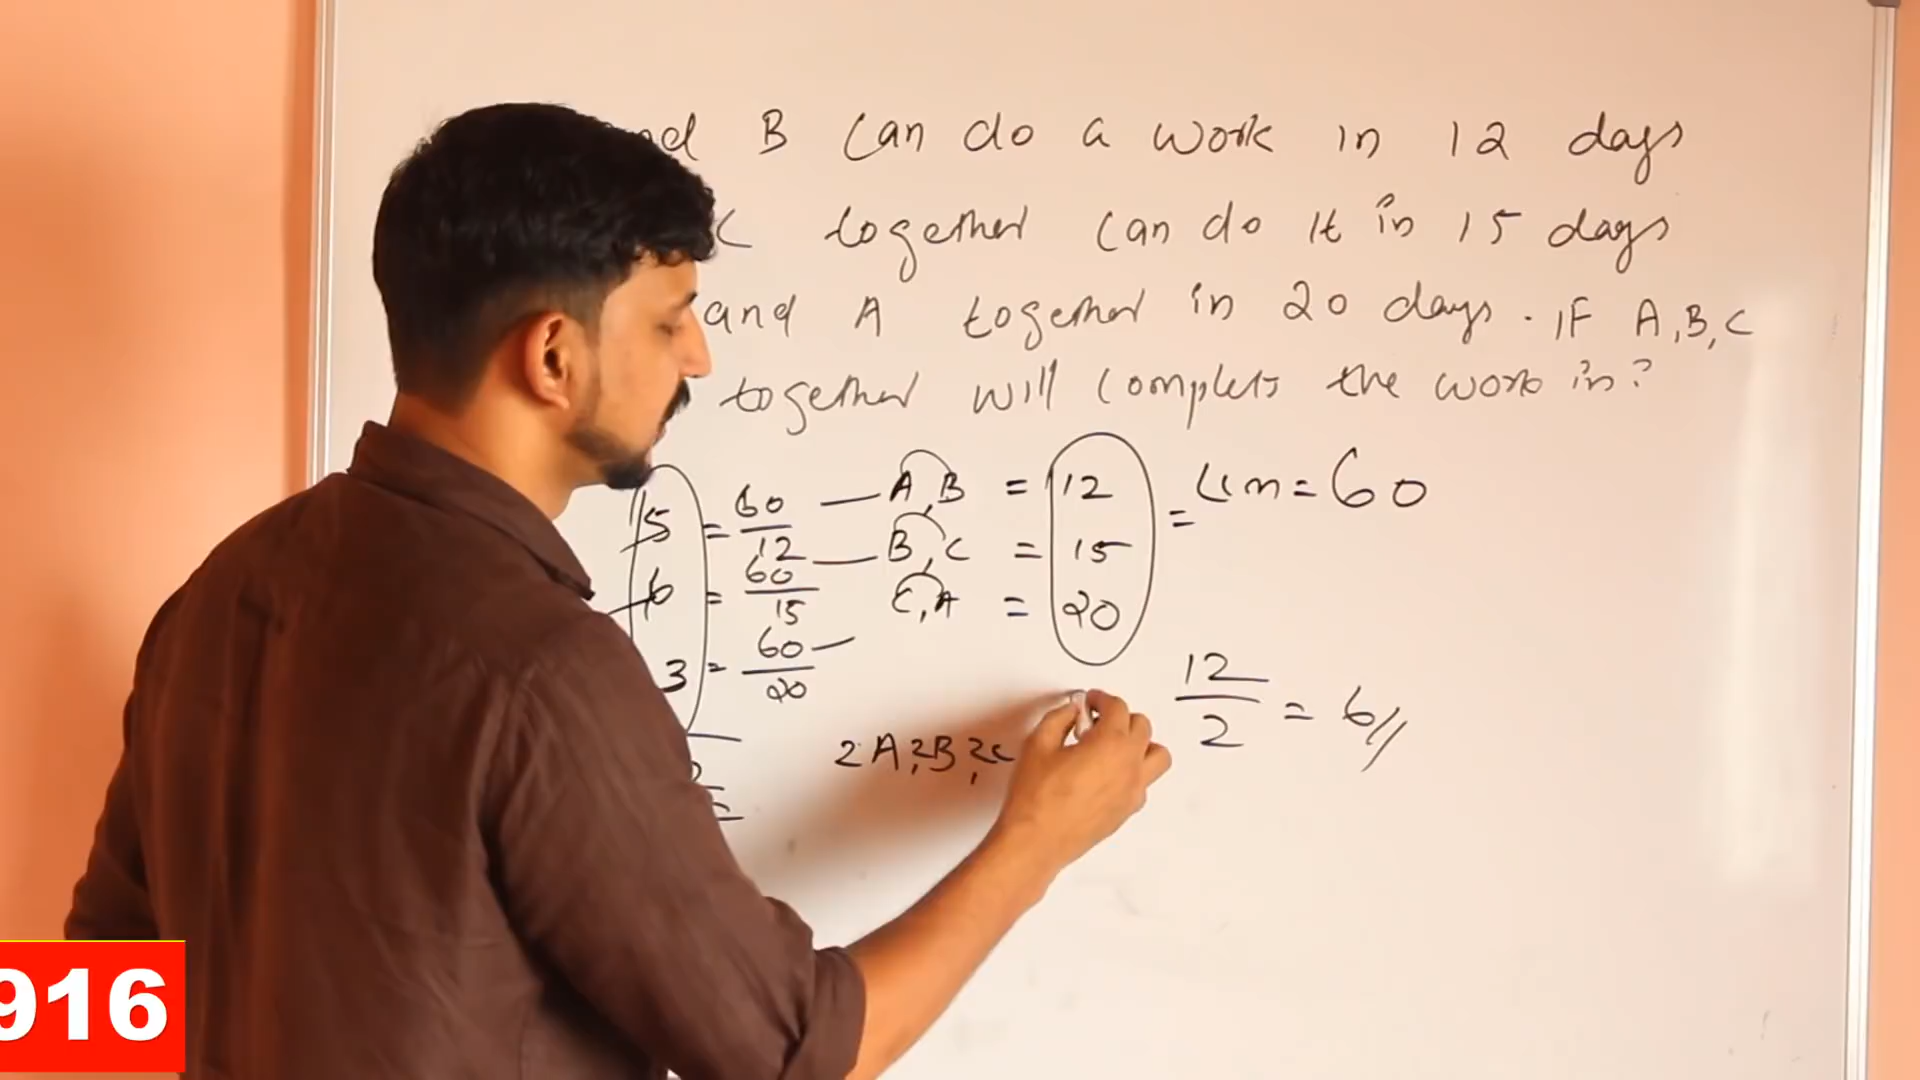 nd B can do a work in 12 days
C together can do it in 15 days
and A together in 20 days. IF A,B,C
together will complets the work in?
15 = 60/12 — A,B = 12 = LCM = 60
= 60/15 — B,C = 15
3 = 60/20 — C,A = 20
12/2 = 6//
2A,2B,2C
916